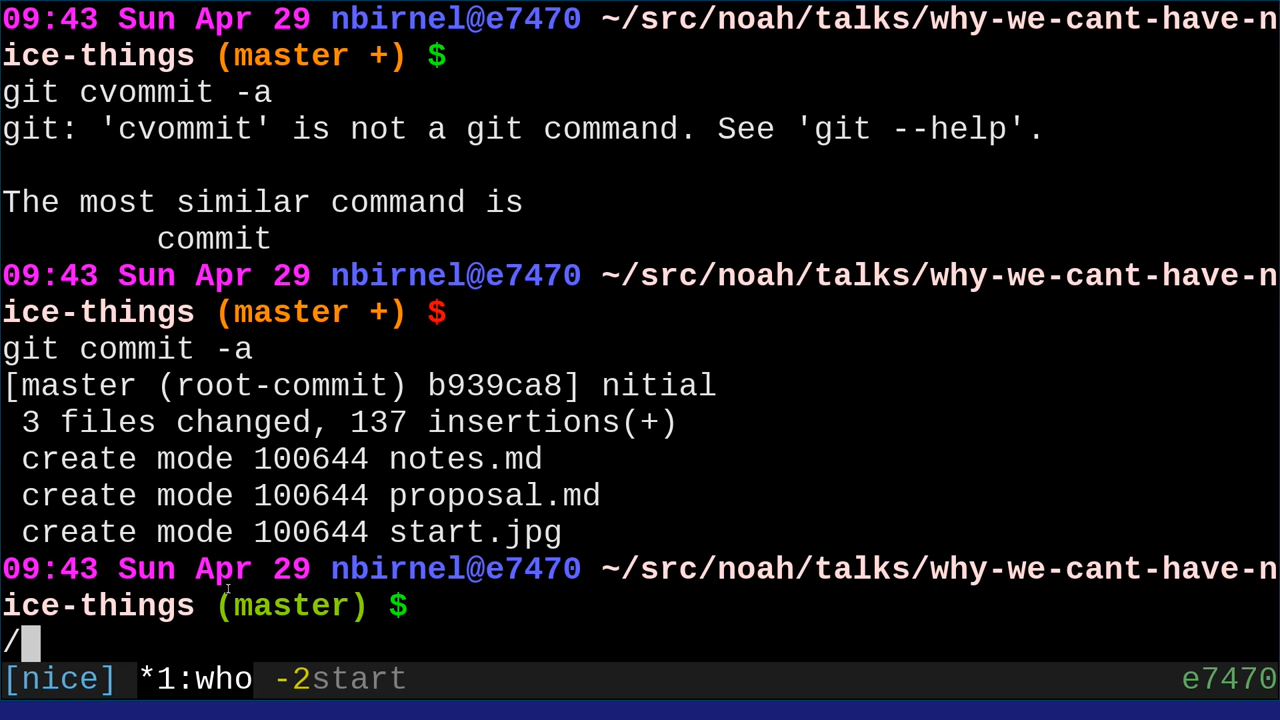 09:43 Sun Apr 29 nbirnel@e7470 ~/src/noah/talks/why-we-cant-have-n
ice-things (master +) $
git cvommit -a
git: 'cvommit' is not a git command. See 'git --help'.
The most similar command is
commit
09:43 Sun Apr 29 nbirnel@e7470 ~/src/noah/talks/why-we-cant-have-n
ice-things (master +) $
git commit -a
[master (root-commit) b939ca8] nitial
3 files changed, 137 insertions(+)
create mode 100644 notes.md
create mode 100644 proposal.md
create mode 100644 start.jpg
09:43 Sun Apr 29 nbirnel@e7470 ~/src/noah/talks/why-we-cant-have-n
ice-things (master) $
/
[nice] *1:who -2start e7470